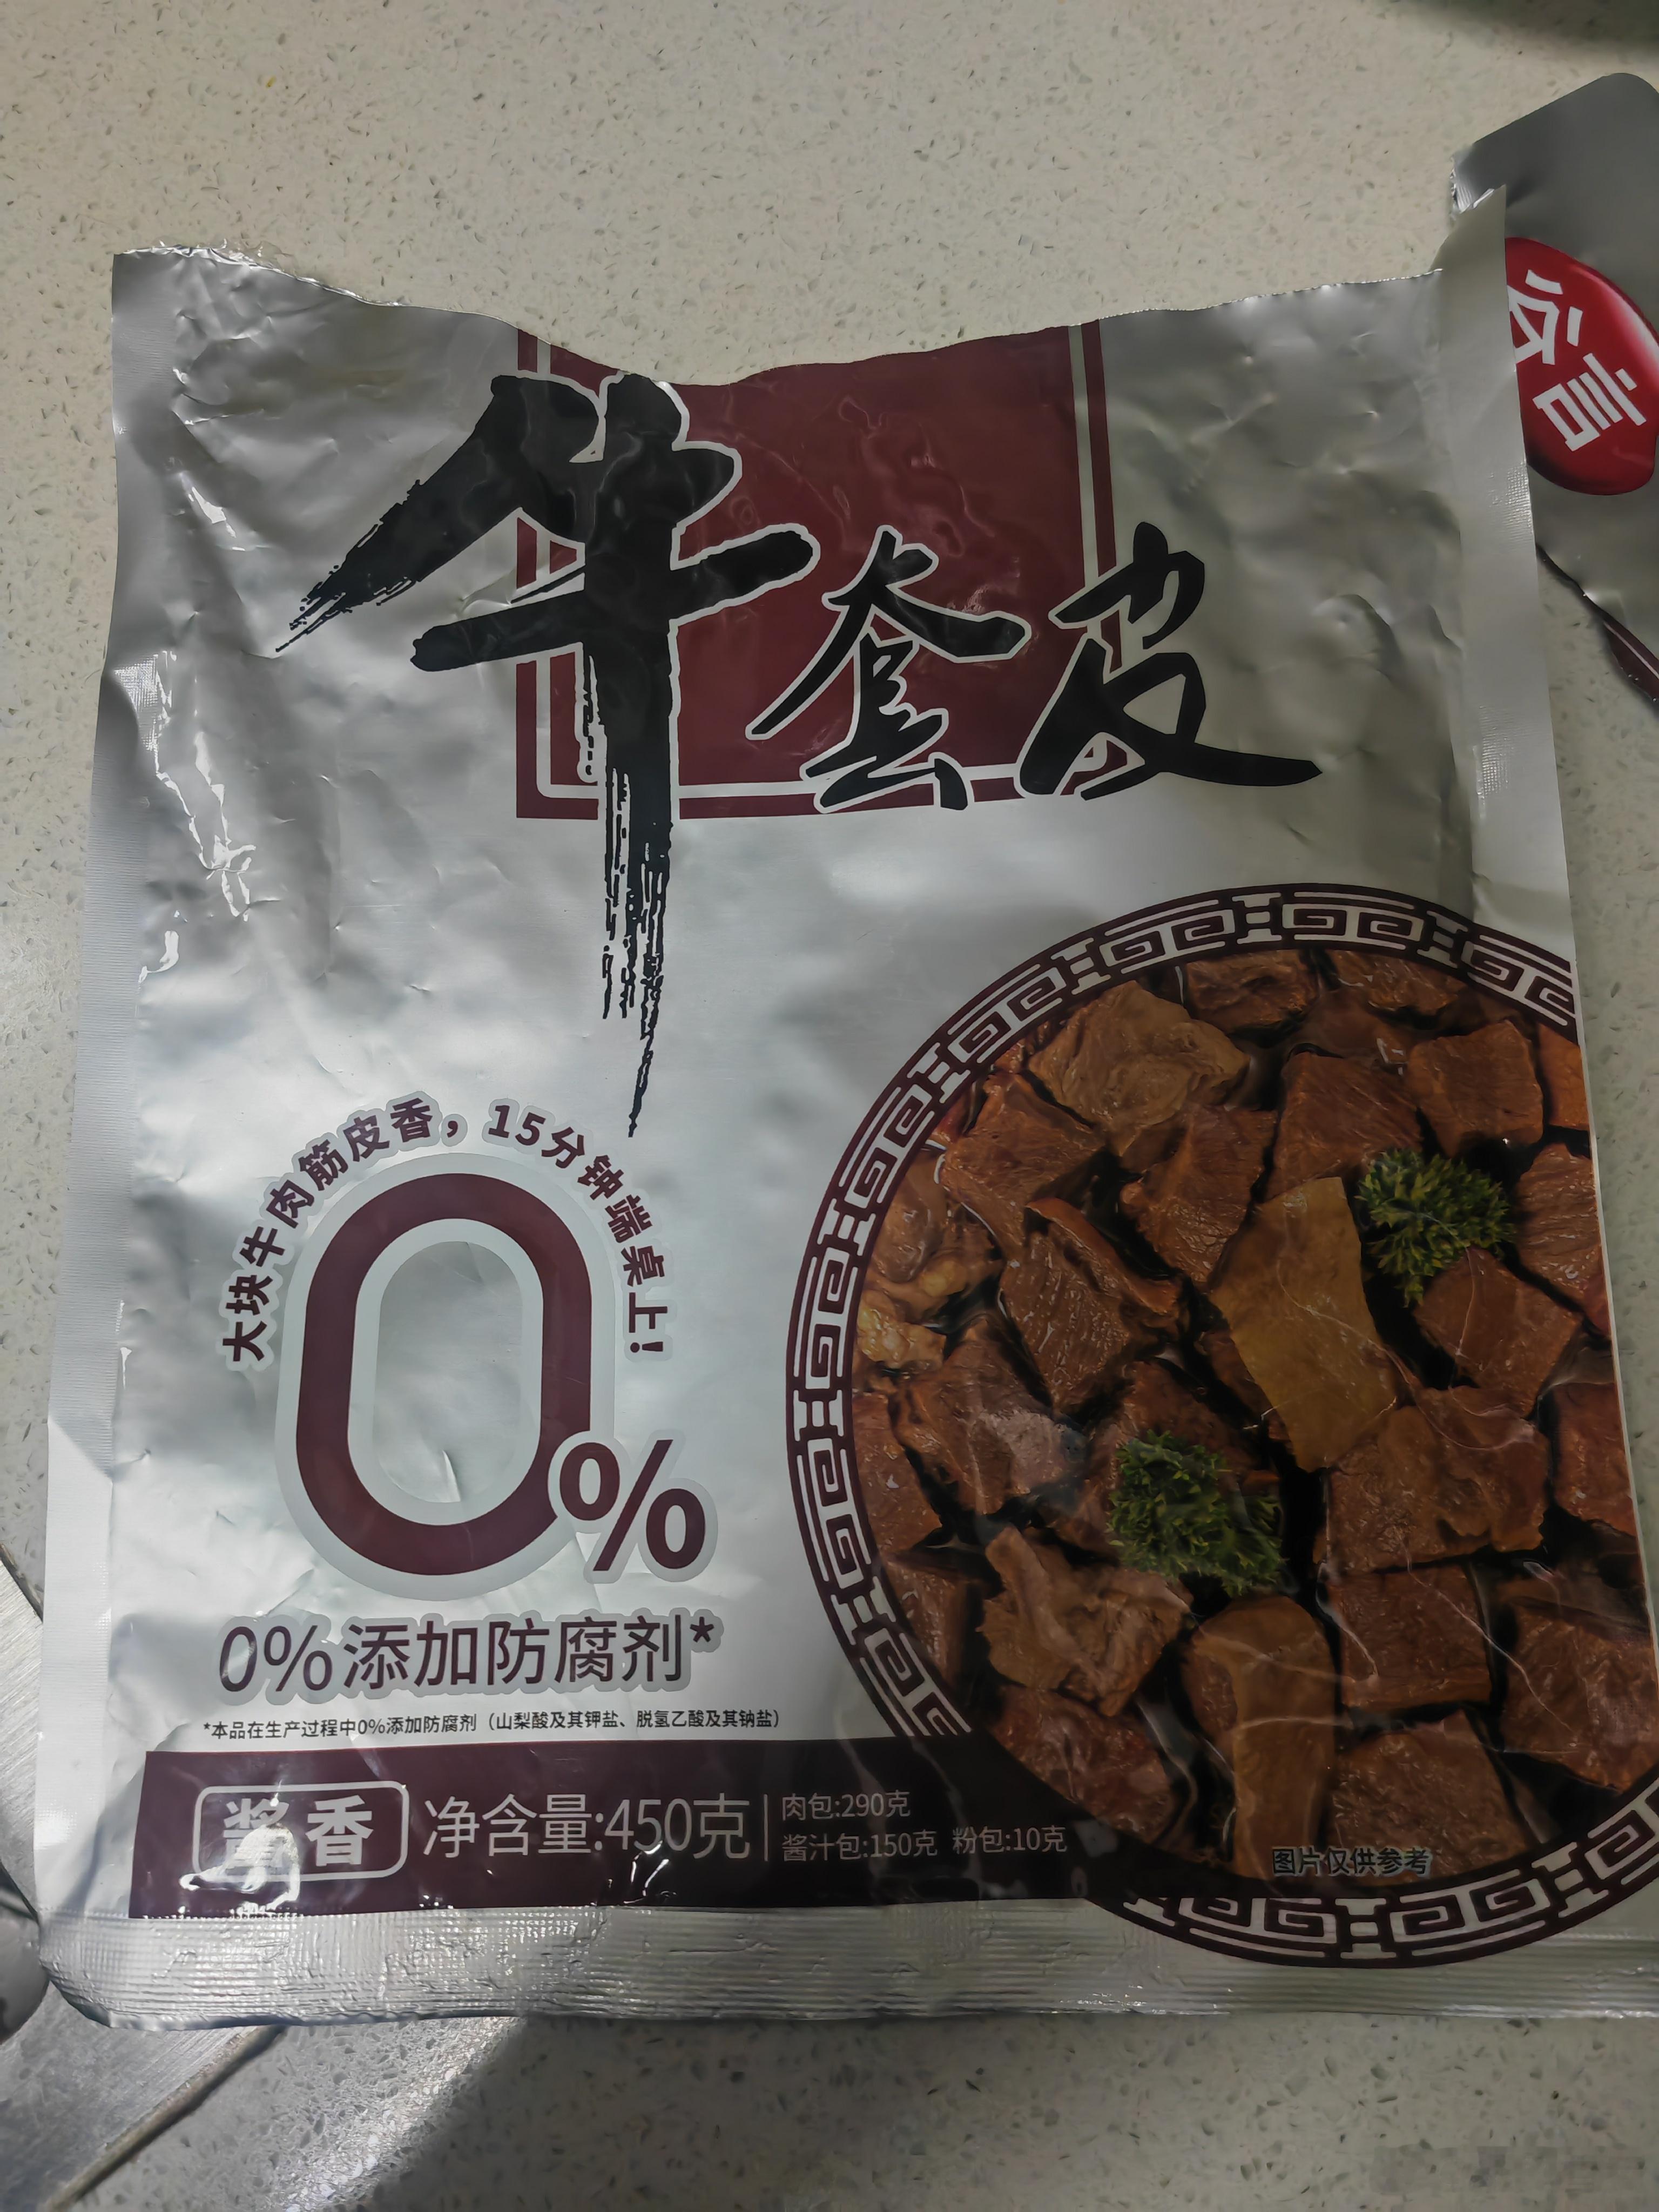 谷言
牛套皮
大块牛肉筋皮香，15分钟端桌上！
0%
0%添加防腐剂*
*本品在生产过程中0%添加防腐剂（山梨酸及其钾盐、脱氢乙酸及其钠盐）
酱香
净含量:450克
肉包:290克
酱汁包:150克 粉包:10克
图片仅供参考